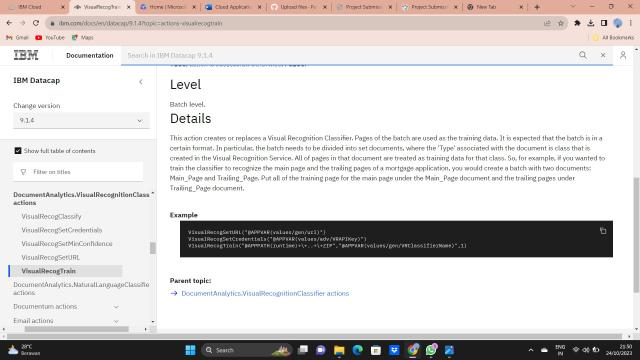 IBM Cloud
VisualRecogTrain
Home | Microsoft
Cloud Application
Upload files -
Project Submission
Project Submission
New Tab
ibm.com/docs/en/datacap/9.1.4?topic=actions-visualrecogtrain
Gmail
YouTube
Maps
All Bookmarks
IBM
Documentation
Search in IBM Datacap 9.1.4
IBM Datacap
Change version
9.1.4
Show full table of contents
Filter on titles
DocumentAnalytics.VisualRecognitionClass
actions
VisualRecogClassify
VisualRecogSetCredentials
VisualRecogSetMinConfidence
VisualRecogSetURL
VisualRecogTrain
DocumentAnalytics.NaturalLanguageClassifie
actions
Documentum actions
Email actions
Level
Batch level.
Details
This action creates or replaces a Visual Recognition Classifier. Pages of the batch are used as the training data. It is expected that the batch is in a
certain format. In particular, the batch needs to be divided into set documents, where the 'Type' associated with the document is class that is
created in the Visual Recognition Service. All of pages in that document are treated as training data for that class. So, for example, if you wanted to
train the classifier to recognize the main page and the trailing pages of a mortgage application, you would create a batch with two documents:
Main_Page and Trailing_Page. Put all of the training page for the main page under the Main_Page document and the trailing pages under
Trailing_Page document.
Example
VisualRecogSetURL("@APPVAR(values/gen/url)")
VisualRecogSetCredentials("@APPVAR(values/adv/VRAPIKey)")
VisualRecogTrain("@APPPATH(runtime)+\+..+\+ZIP","@APPVAR(values/gen/VRClassifierName)",1)
Parent topic:
→ DocumentAnalytics.VisualRecognitionClassifier actions
28°C
Berawan
Search
ENG
IN
21:50
24/10/2023